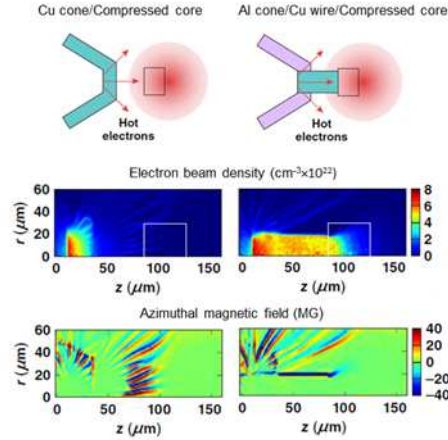 Cu cone/Compressed core
Al cone/Cu wire/Compressed core
Hot
electrons
Hot
electrons
Electron beam density (cm⁻³×10²²)
r (μm)
60
40
20
0
0 50 100 150
z (μm)
0 50 100 150
z (μm)
8
6
4
2
0
Azimuthal magnetic field (MG)
r (μm)
60
40
20
0
0 50 100 150
z (μm)
0 50 100 150
z (μm)
40
20
0
−20
−40